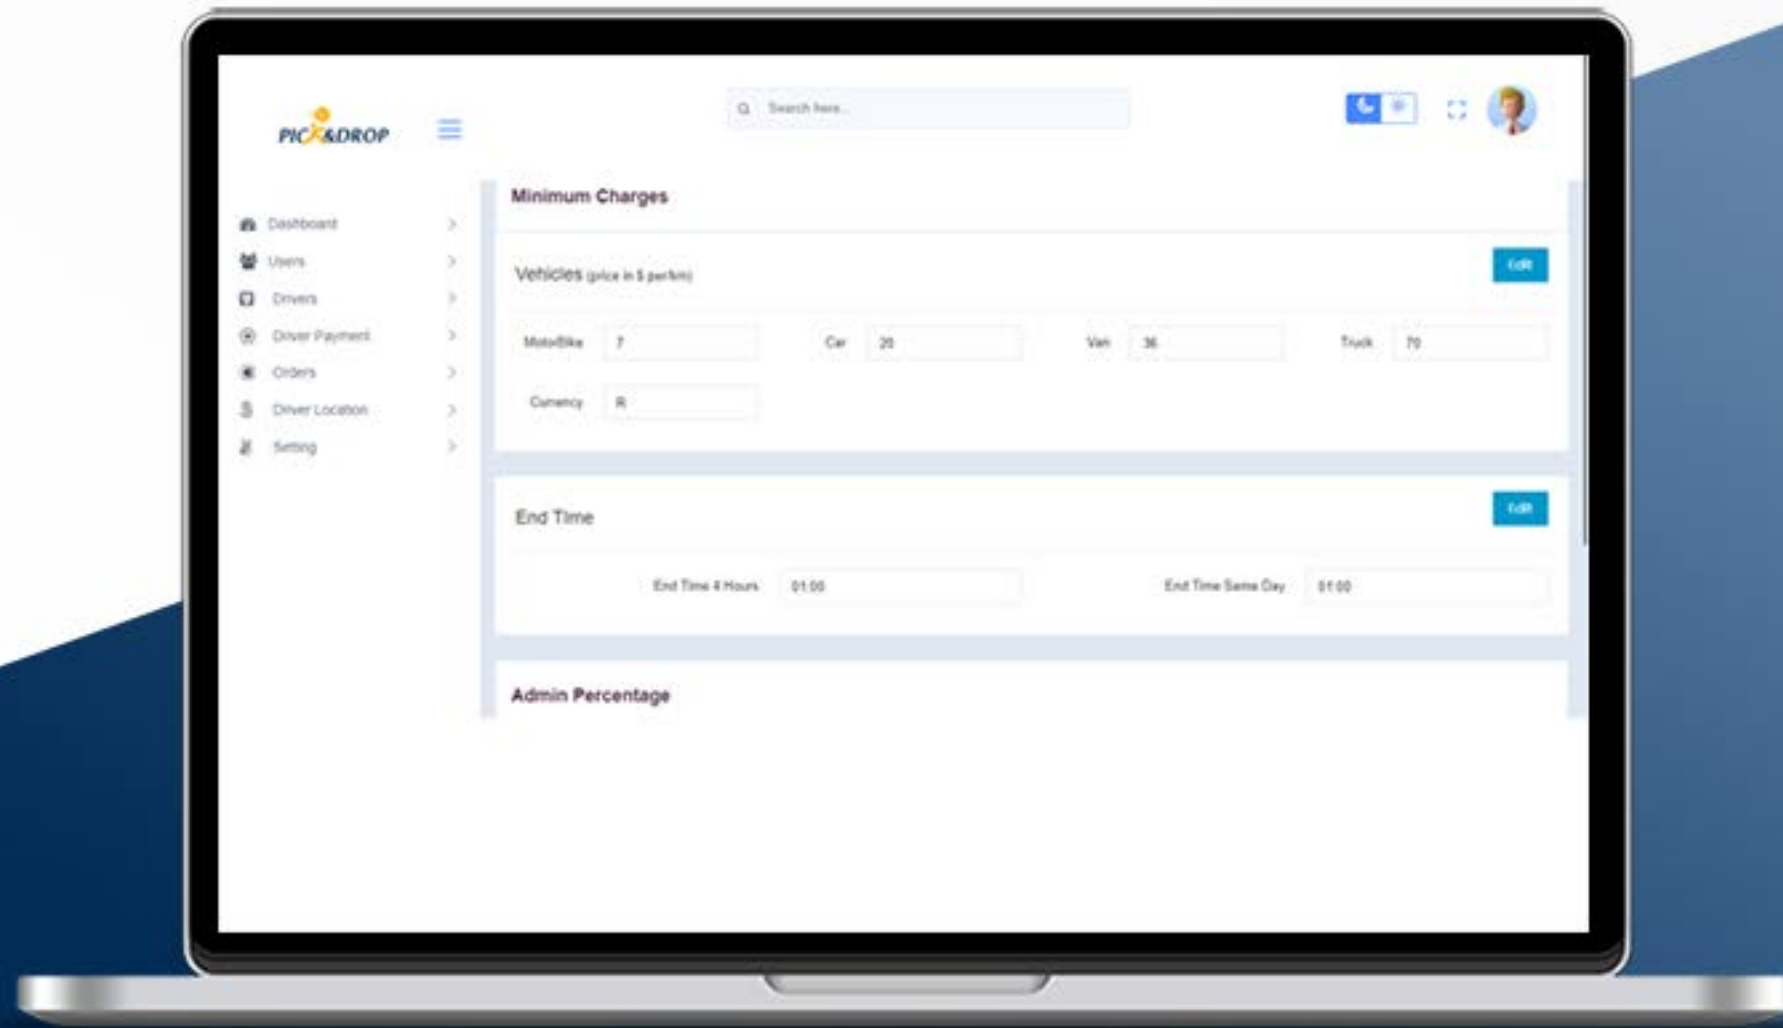 PICK&DROP
Search here...
Dashboard
Users
Drivers
Driver Payment
Orders
Driver Location
Setting
Minimum Charges
Vehicles (price in $ per/km)
Edit
MotorBike 7 Car 20 Van 36 Truck 70
Currency R
End Time
Edit
End Time 4 Hours 01:00 End Time Same Day 01:00
Admin Percentage